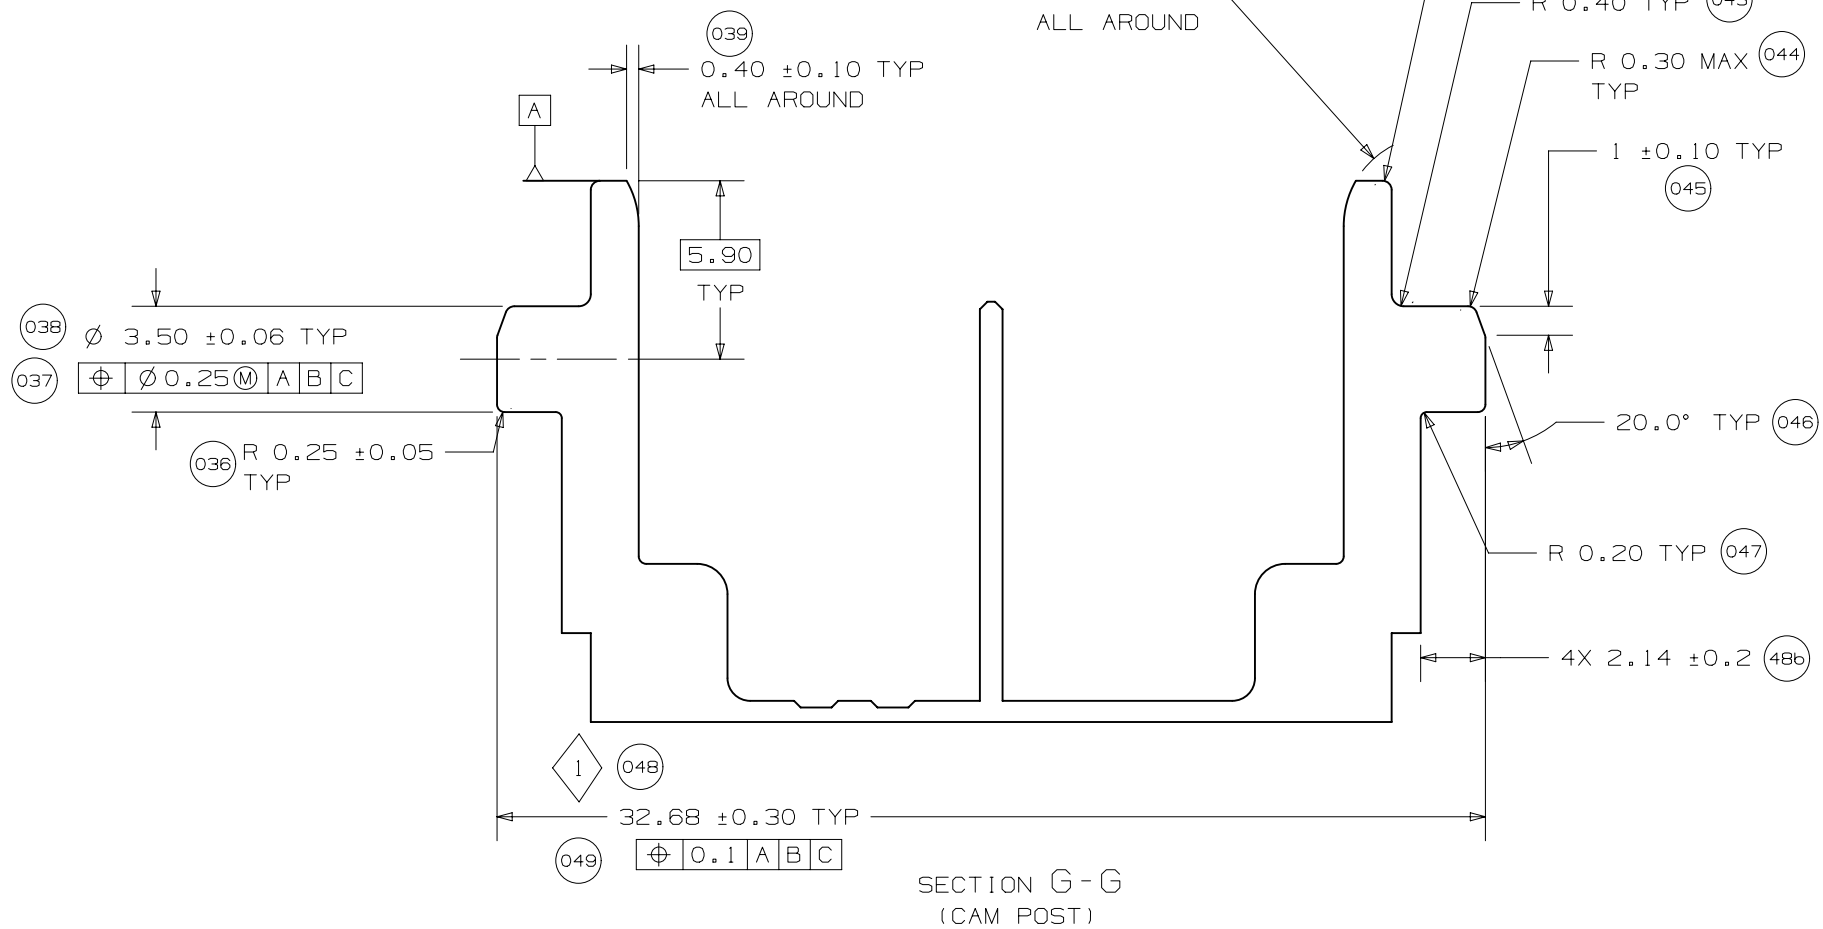 ALL AROUND
R 0.40 TYP 043
039
0.40 ±0.10 TYP
ALL AROUND
R 0.30 MAX 044
TYP
A
1 ±0.10 TYP
045
5.90
TYP
038 Ø 3.50 ±0.06 TYP
037 ⌖ Ø 0.25 Ⓜ A B C
036 R 0.25 ±0.05
TYP
20.0° TYP 046
R 0.20 TYP 047
4X 2.14 ±0.2 48b
1 048
32.68 ±0.30 TYP
049 ⌖ 0.1 A B C
SECTION G-G
(CAM POST)